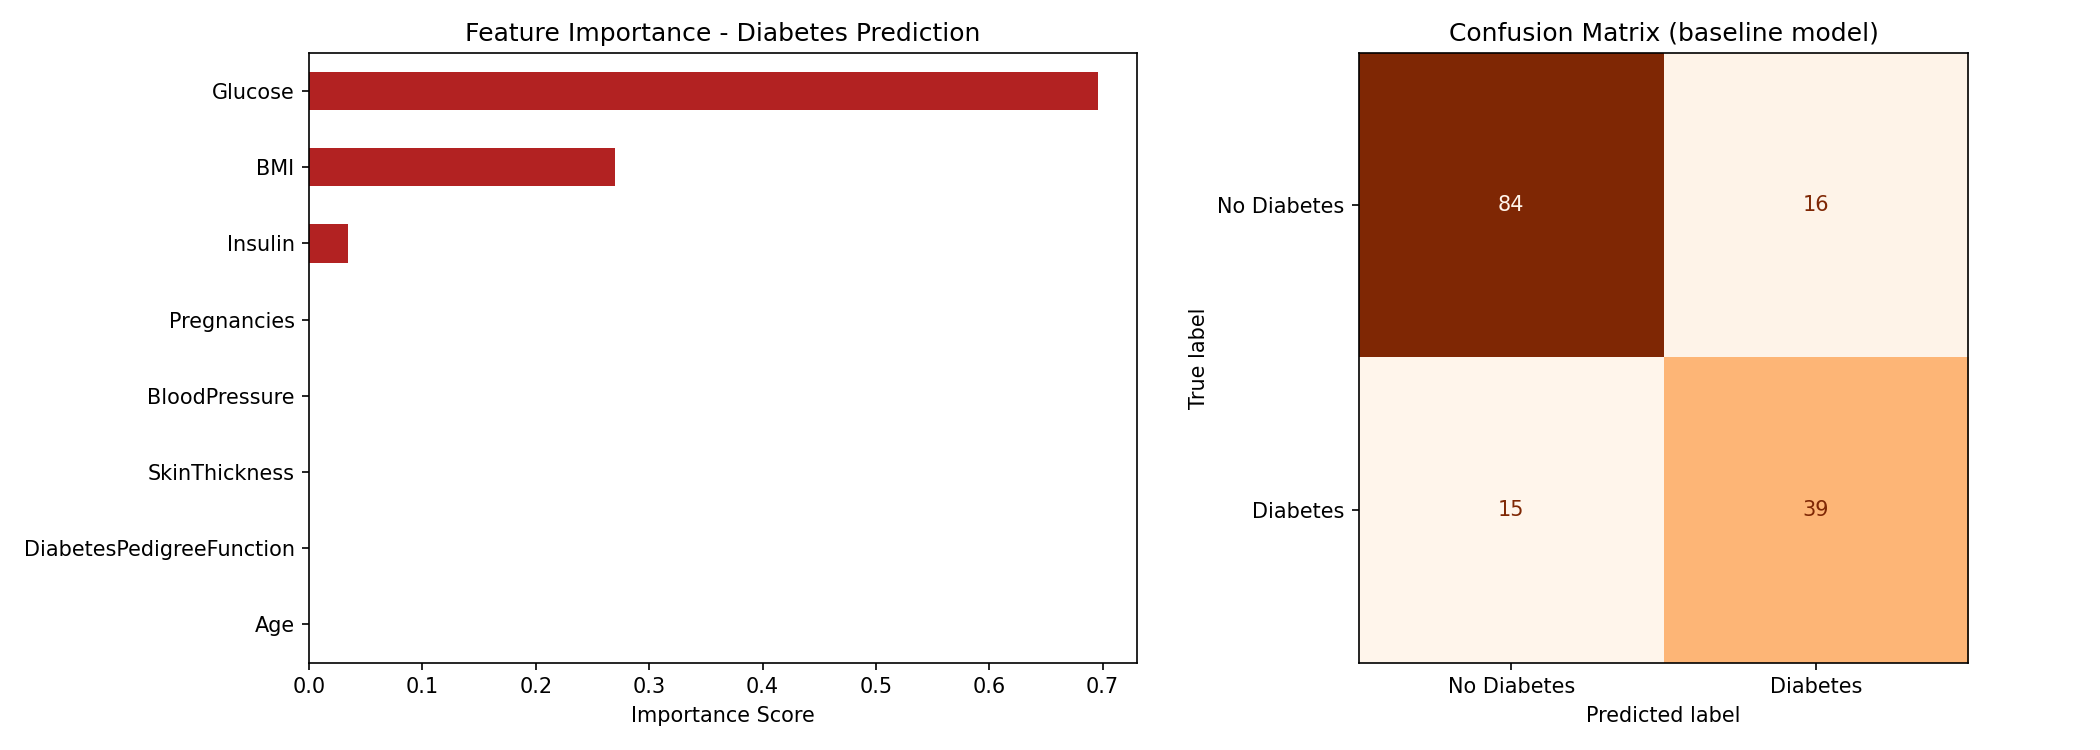 Feature Importance - Diabetes Prediction
Glucose
BMI
Insulin
Pregnancies
BloodPressure
SkinThickness
DiabetesPedigreeFunction
Age
0.0 0.1 0.2 0.3 0.4 0.5 0.6 0.7
Importance Score
Confusion Matrix (baseline model)
True label
No Diabetes 84 16
Diabetes 15 39
No Diabetes Diabetes
Predicted label